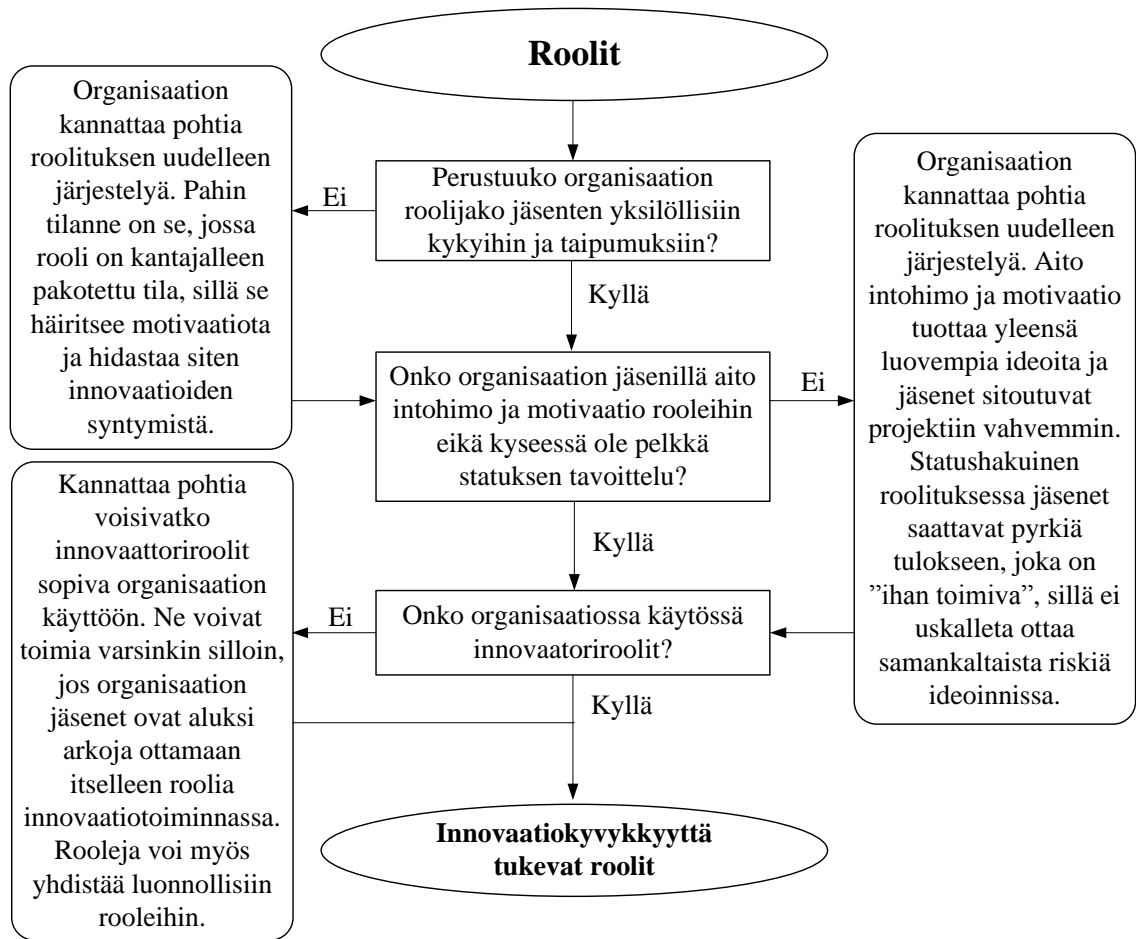 Roolit
Organisaation
kannattaa pohtia
roolituksen uudelleen
järjestelyä. Pahin
tilanne on se, jossa
rooli on kantajalleen
pakotettu tila, sillä se
häiritsee motivaatiota
ja hidastaa siten
innovaatioiden
syntymistä.
Ei
Perustuuko organisaation
roolijako jäsenten yksilöllisiin
kykyihin ja taipumuksiin?
Kyllä
Onko organisaation jäsenillä aito
intohimo ja motivaatio rooleihin
eikä kyseessä ole pelkkä
statuksen tavoittelu?
Ei
Organisaation
kannattaa pohtia
roolituksen uudelleen
järjestelyä. Aito
intohimo ja motivaatio
tuottaa yleensä
luovempia ideoita ja
jäsenet sitoutuvat
projektiin vahvemmin.
Statushakuinen
roolituksessa jäsenet
saattavat pyrkiä
tulokseen, joka on
”ihan toimiva”, sillä ei
uskalleta ottaa
samankaltaista riskiä
ideoinnissa.
Kyllä
Kannattaa pohtia
voisivatko
innovaattoriroolit
sopiva organisaation
käyttöön. Ne voivat
toimia varsinkin silloin,
jos organisaation
jäsenet ovat aluksi
arkoja ottamaan
itselleen roolia
innovaatiotoiminnassa.
Rooleja voi myös
yhdistää luonnollisiin
rooleihin.
Ei
Onko organisaatiossa käytössä
innovaatoriroolit?
Kyllä
Innovaatiokyvykkyyttä
tukevat roolit